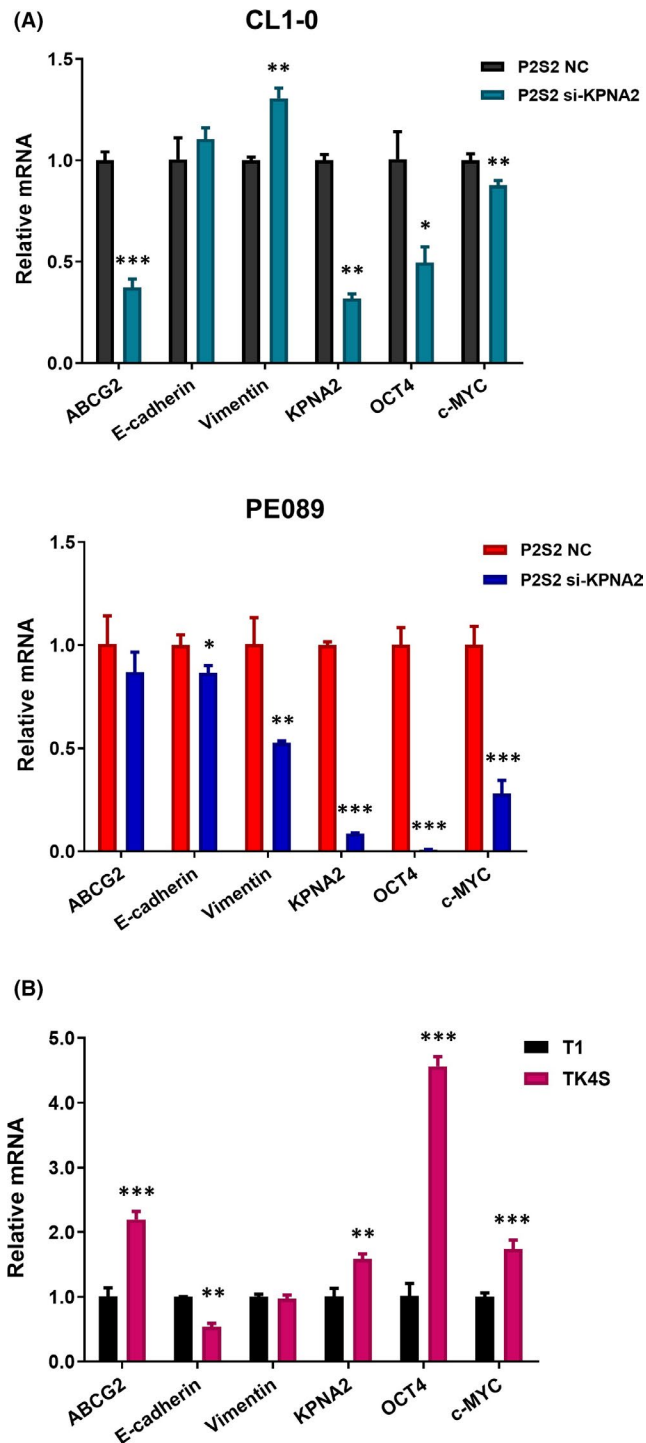 (A)
CL1-0
Relative mRNA
1.5
1.0
0.5
0.0
P2S2 NC
P2S2 si-KPNA2
***
**
**
*
**
ABCG2
E-cadherin
Vimentin
KPNA2
OCT4
c-MYC
PE089
Relative mRNA
1.5
1.0
0.5
0.0
P2S2 NC
P2S2 si-KPNA2
*
**
***
***
***
ABCG2
E-cadherin
Vimentin
KPNA2
OCT4
c-MYC
(B)
Relative mRNA
5.0
4.0
3.0
2.0
1.0
0.0
T1
TK4S
***
**
**
***
***
ABCG2
E-cadherin
Vimentin
KPNA2
OCT4
c-MYC